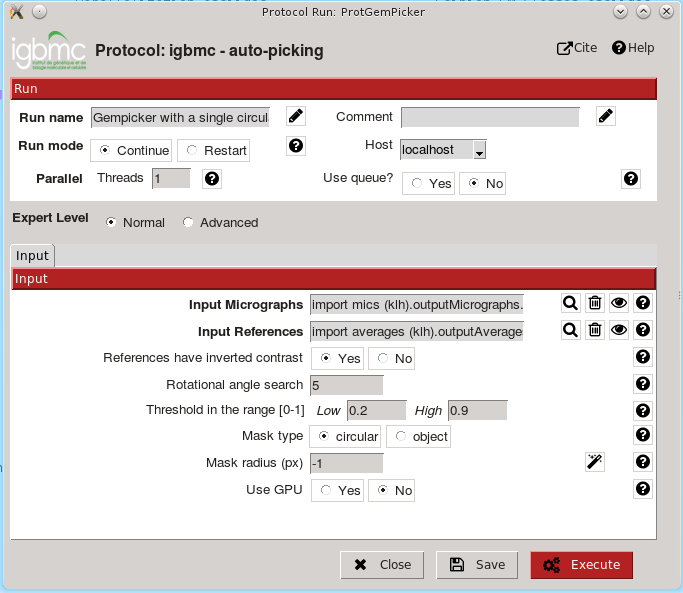 Protocol Run: ProtGemPicker
igbmc
Protocol: igbmc - auto-picking
Cite
Help
Run
Run name Gempicker with a single circul Comment
Run mode Continue Restart Host localhost
Parallel Threads 1 Use queue? Yes No
Expert Level Normal Advanced
Input
Input
Input Micrographs import mics (klh).outputMicrographs.
Input References import averages (klh).outputAverage
References have inverted contrast Yes No
Rotational angle search 5
Threshold in the range [0-1] Low 0.2 High 0.9
Mask type circular object
Mask radius (px) -1
Use GPU Yes No
Close Save Execute